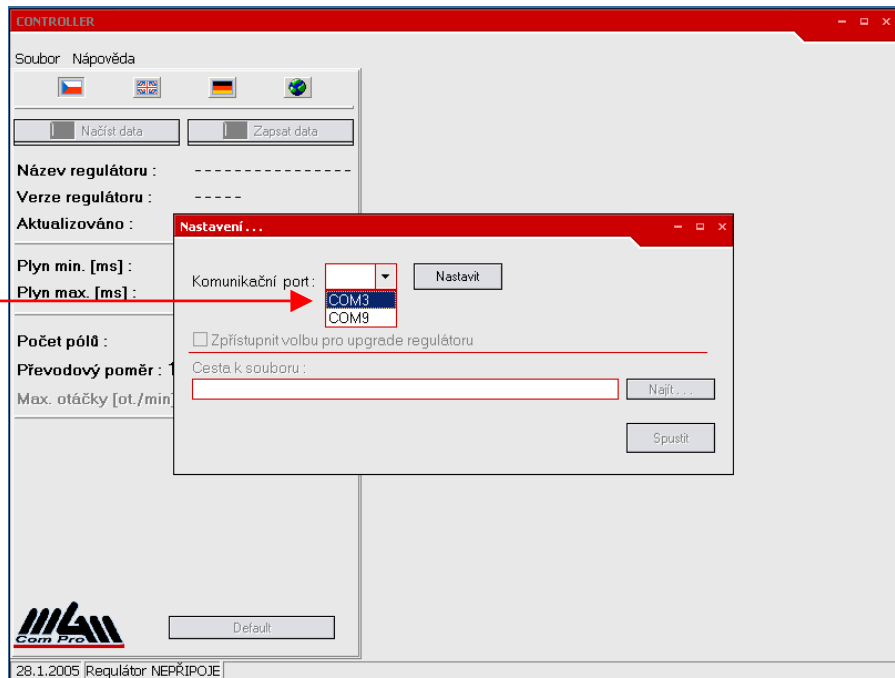 CONTROLLER
Soubor Nápověda
Načíst data Zapsat data
Název regulátoru : - - - - - - - - - - - - - - - -
Verze regulátoru : - - - - -
Aktualizováno :
Nastavení...
Plyn min. [ms] :
Komunikační port: Nastavit
Plyn max. [ms] :
COM3
COM9
Počet pólů :
Zpřístupnit volbu pro upgrade regulátoru
Převodový poměr : 1
Cesta k souboru :
Max. otáčky [ot./min]
Najít . . .
Spustit
MGM
Com Pro
Default
28.1.2005 Regulátor NEPŘIPOJE